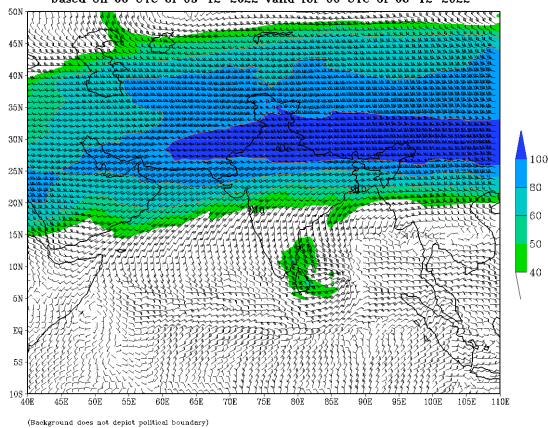 based on 00 UTC of 03-12-2022 valid for 00 UTC of 08-12-2022
50N
45N
40N
35N
30N
25N
20N
15N
10N
5N
EQ
5S
10S
40E 45E 50E 55E 60E 65E 70E 75E 80E 85E 90E 95E 100E 105E 110E
100
80
60
50
40
(Background does not depict political boundary)